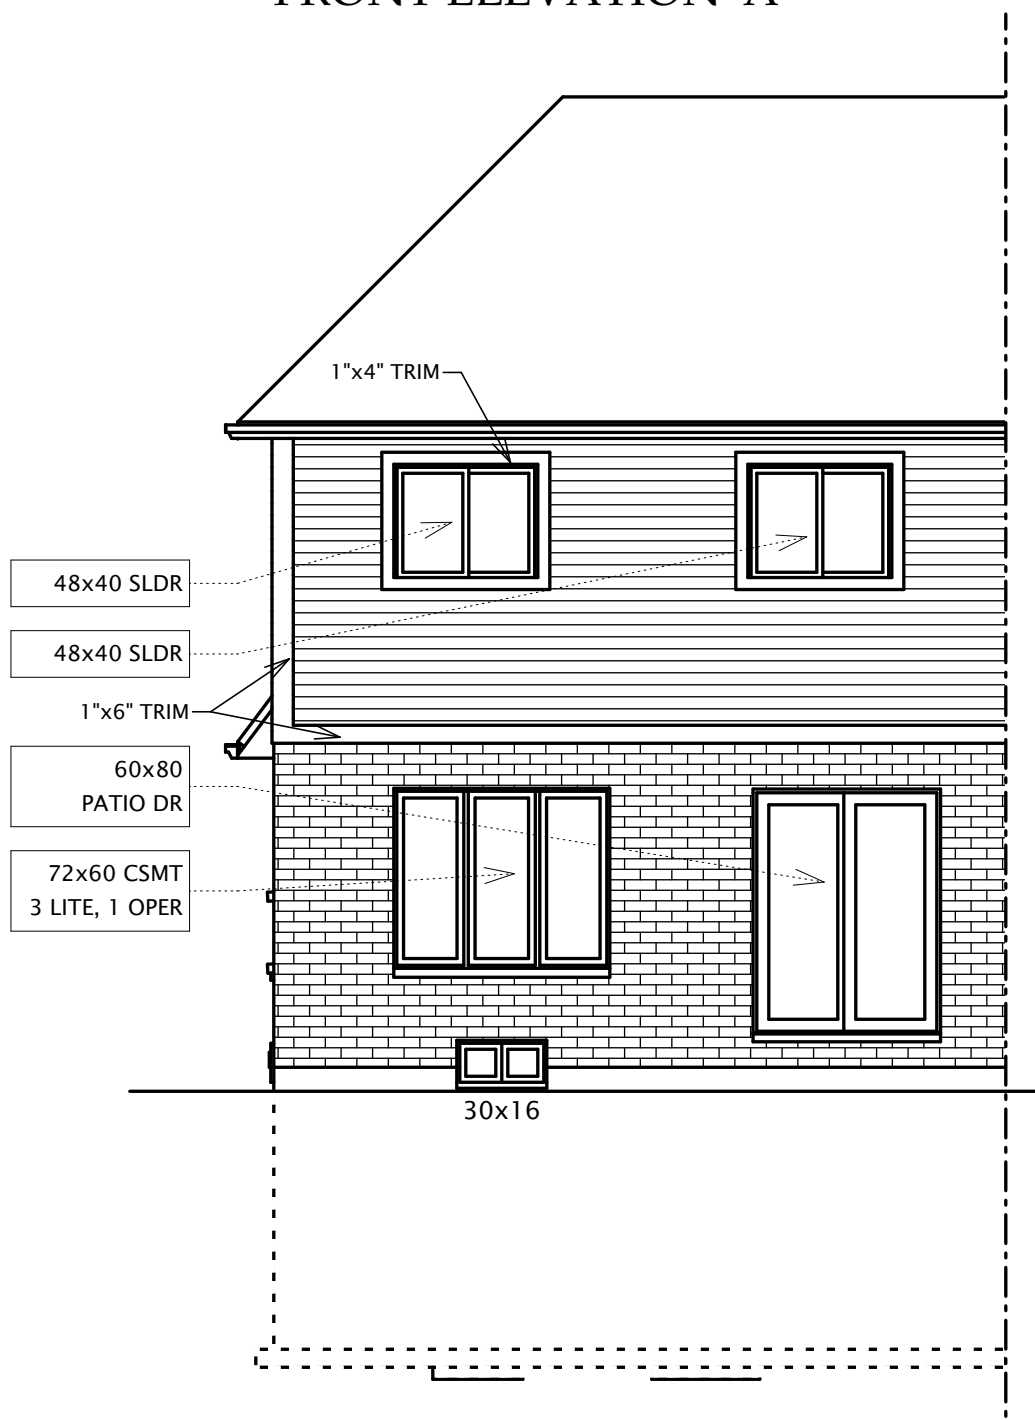 FRONT ELEVATION 'A'
1"x4" TRIM
48x40 SLDR
48x40 SLDR
1"x6" TRIM
60x80
PATIO DR
72x60 CSMT
3 LITE, 1 OPER
30x16